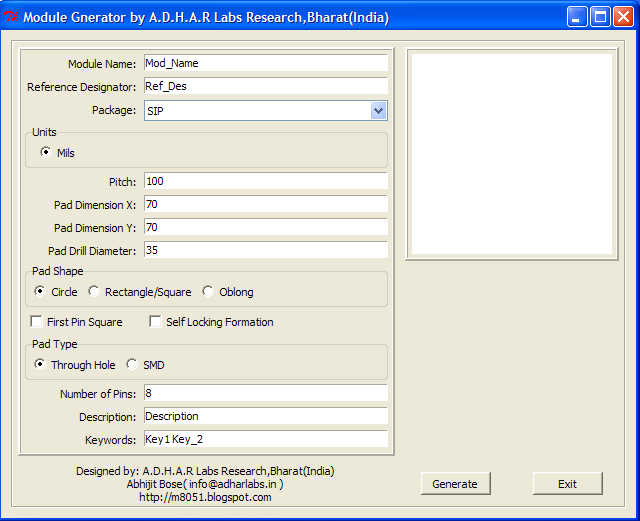 Module Gnerator by A.D.H.A.R Labs Research,Bharat(India)
Module Name: Mod_Name
Reference Designator: Ref_Des
Package: SIP
Units
Mils
Pitch: 100
Pad Dimension X: 70
Pad Dimension Y: 70
Pad Drill Diameter: 35
Pad Shape
Circle Rectangle/Square Oblong
First Pin Square Self Locking Formation
Pad Type
Through Hole SMD
Number of Pins: 8
Description: Description
Keywords: Key1 Key_2
Designed by: A.D.H.A.R Labs Research,Bharat(India)
Abhijit Bose( info@adharlabs.in )
http://m8051.blogspot.com
Generate Exit